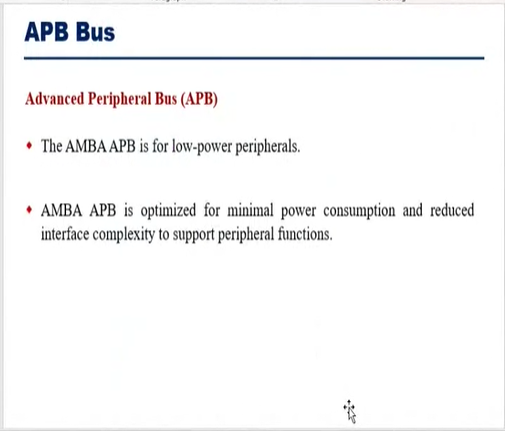 APB Bus
Advanced Peripheral Bus (APB)
• The AMBA APB is for low-power peripherals.
• AMBA APB is optimized for minimal power consumption and reduced
interface complexity to support peripheral functions.